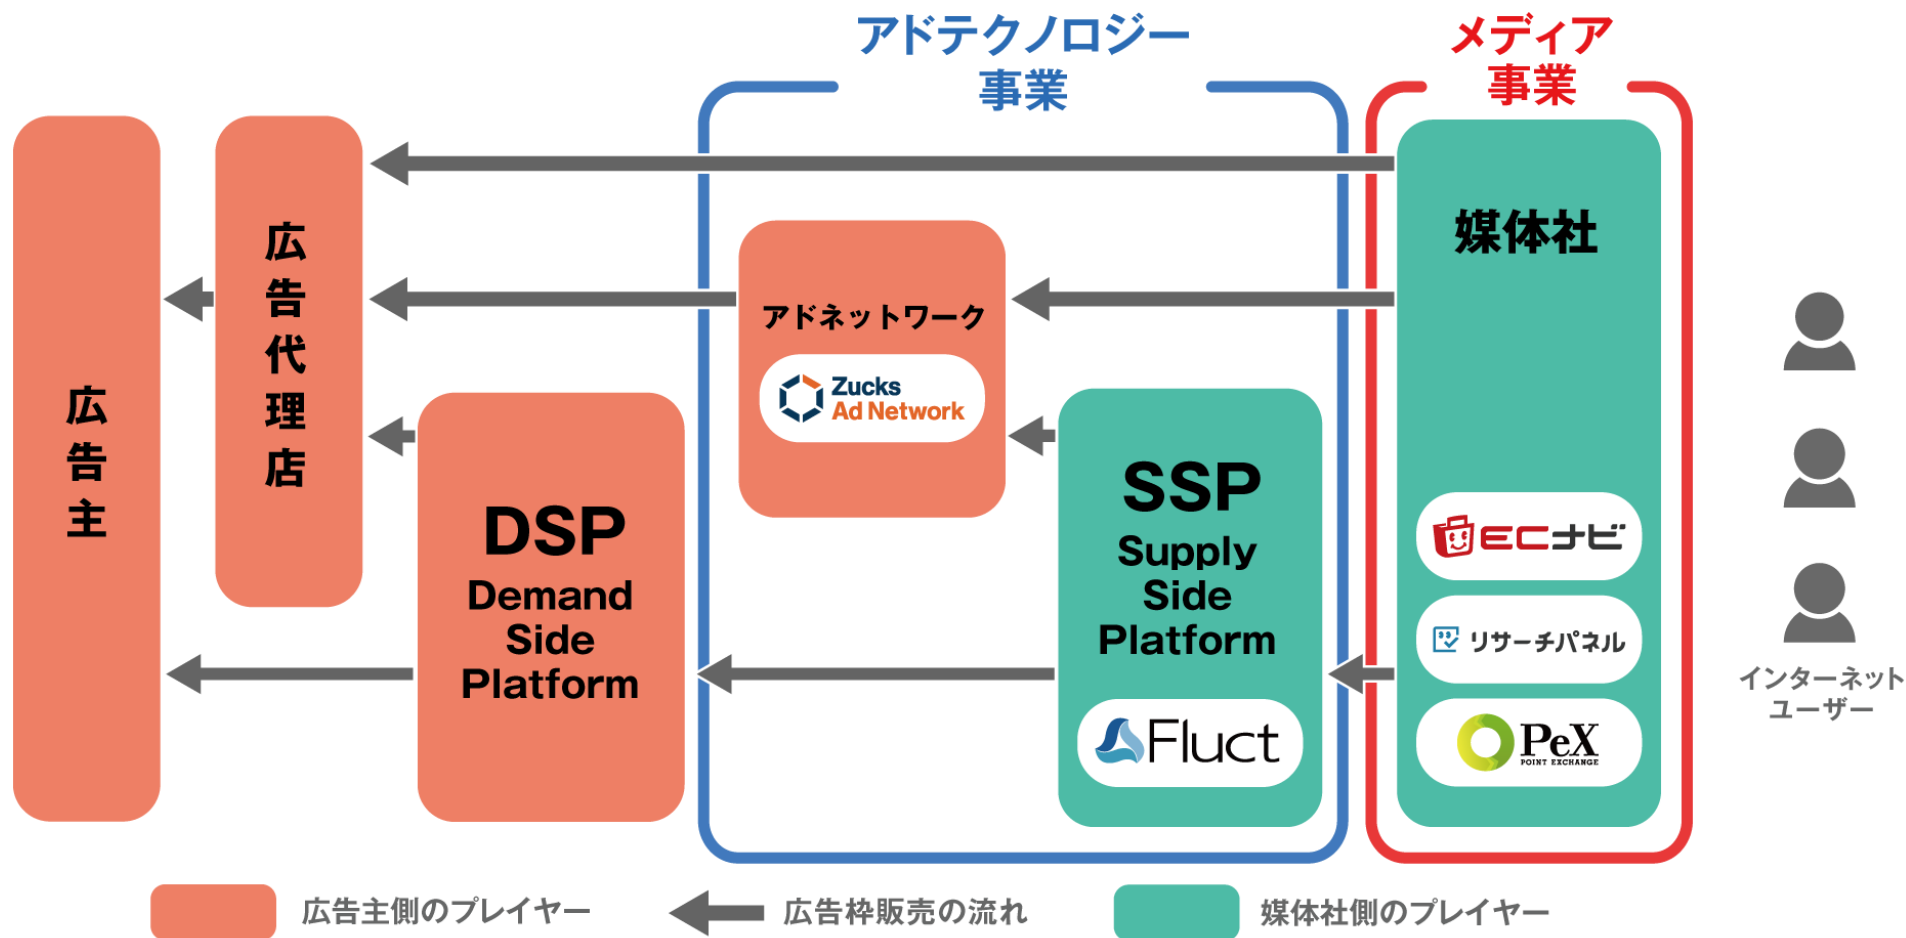 アドテクノロジー
事業
メディア
事業
広告主
広告代理店
アドネットワーク
Zucks
Ad Network
DSP
Demand
Side
Platform
SSP
Supply
Side
Platform
Fluct
媒体社
ECナビ
リサーチパネル
PeX
POINT EXCHANGE
インターネット
ユーザー
広告主側のプレイヤー
広告枠販売の流れ
媒体社側のプレイヤー